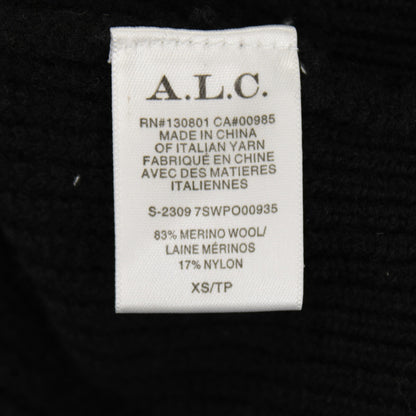 A.L.C.
RN#130801 CA#00985
MADE IN CHINA
OF ITALIAN YARN
FABRIQUÉ EN CHINE
AVEC DES MATIERES
ITALIENNES
S-2309 7SWPO00935
83% MERINO WOOL/
LAINE MÉRINOS
17% NYLON
XS/TP